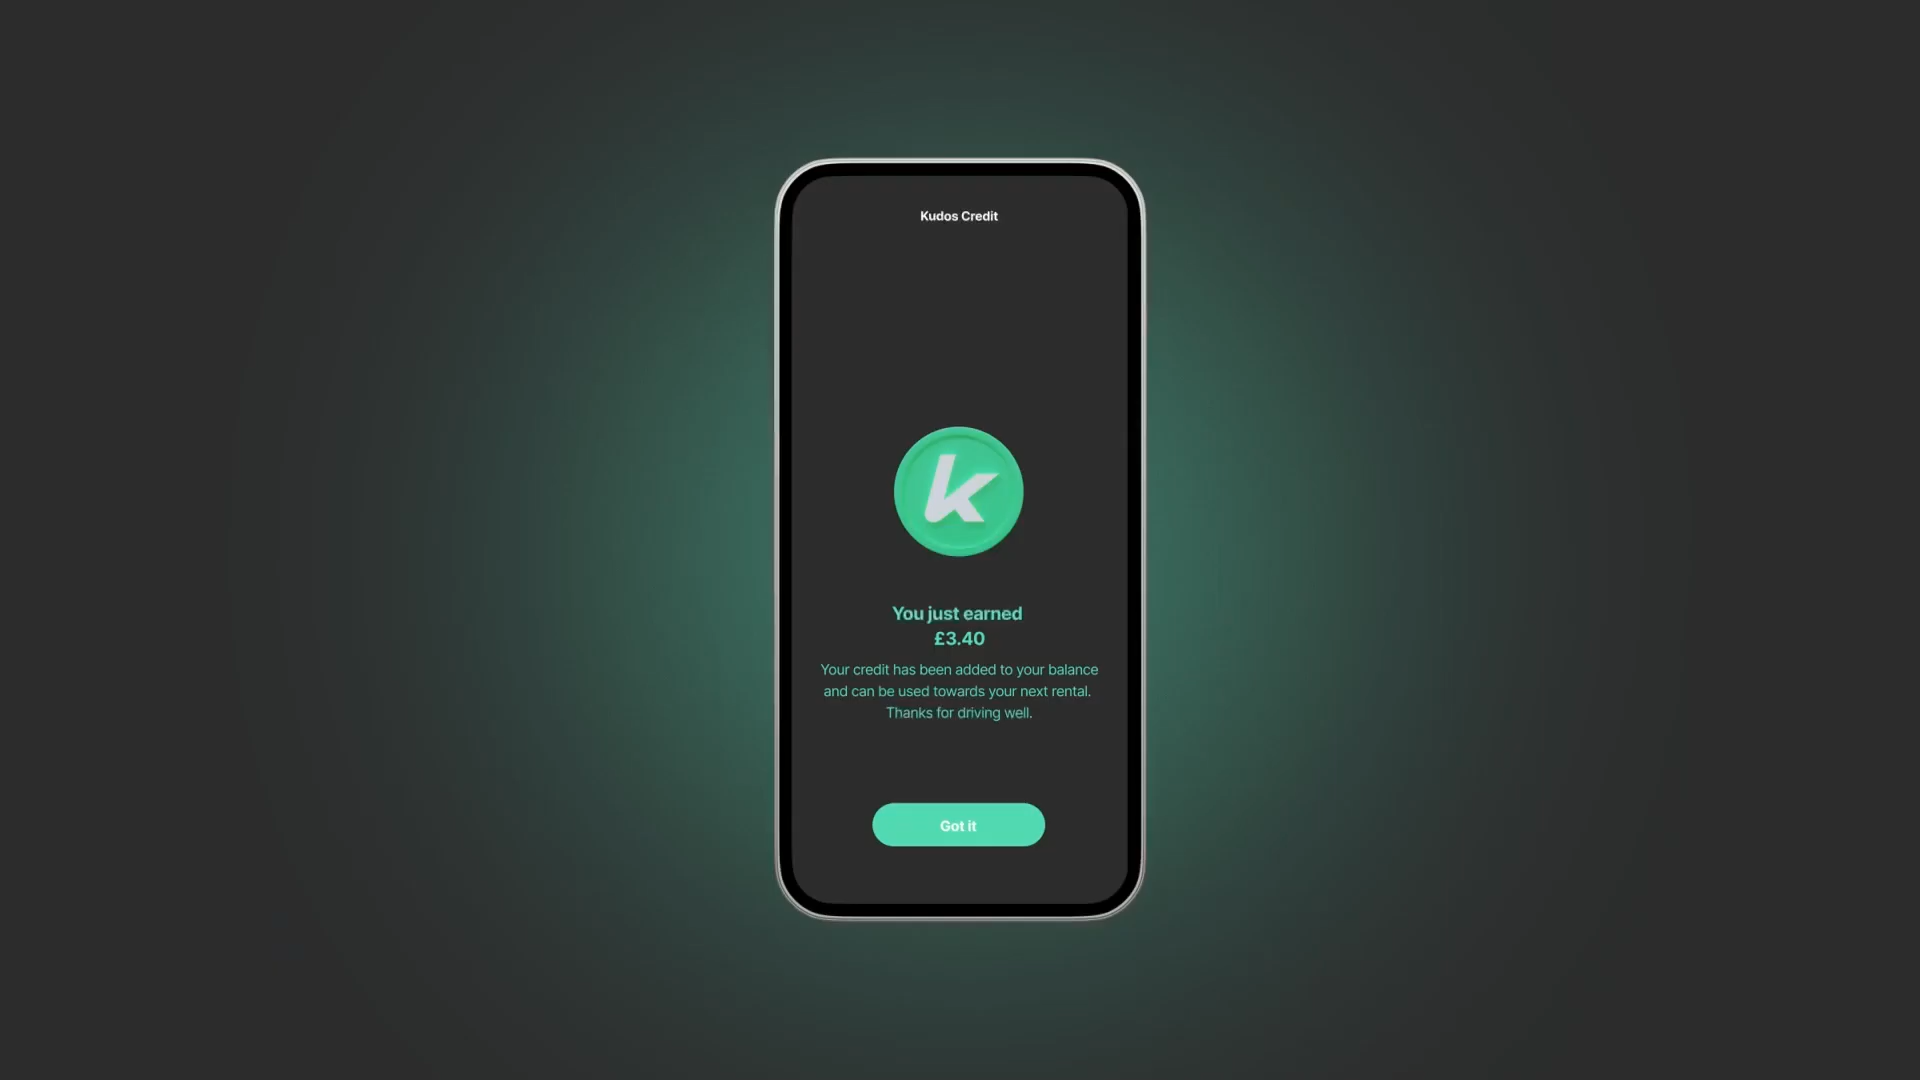 Kudos Credit
k
You just earned
£3.40
Your credit has been added to your balance
and can be used towards your next rental.
Thanks for driving well.
Got it